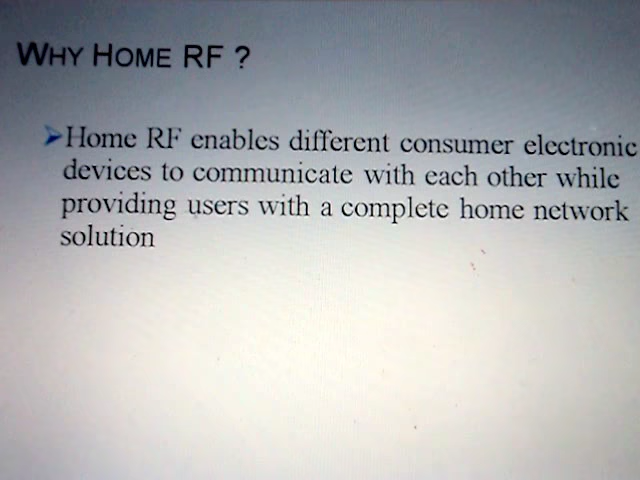 WHY HOME RF ?
➢Home RF enables different consumer electronic
devices to communicate with each other while
providing users with a complete home network
solution